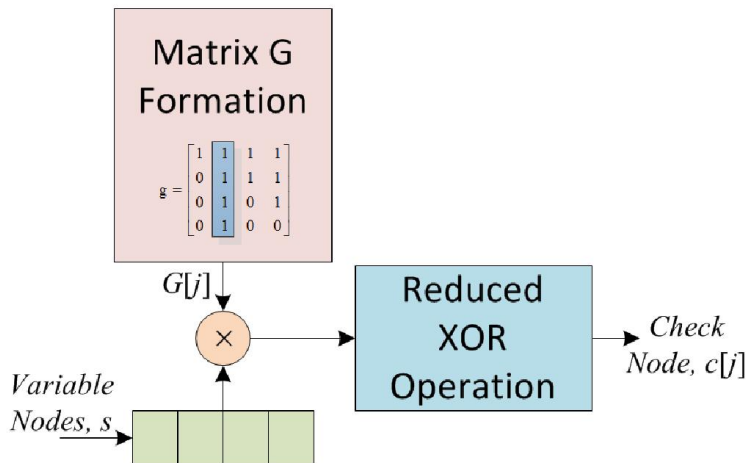 Matrix G
Formation
g =
1 1 1 1
0 1 1 1
0 1 0 1
0 1 0 0
G[j]
×
Reduced
XOR
Operation
Check
Node, c[j]
Variable
Nodes, s